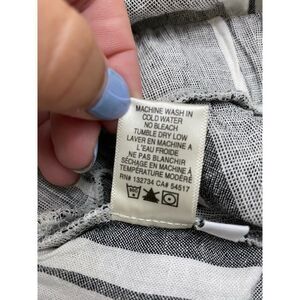 MACHINE WASH IN
COLD WATER
NO BLEACH
TUMBLE DRY LOW
LAVER EN MACHINE À
L'EAU FROIDE
NE PAS BLANCHIR
SÉCHAGE EN MACHINE À
TEMPÉRATURE MODÉRÉ
RN# 132734 CA# 54517